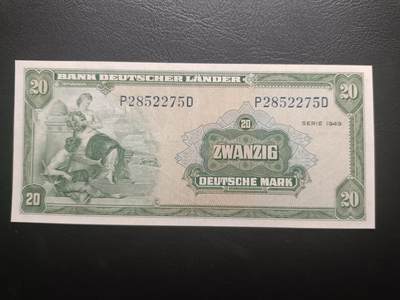 20 BANK DEUTSCHER LÄNDER 20
P2852275D P2852275D
20 SERIE 1949
ZWANZIG
DEUTSCHE MARK
20 20